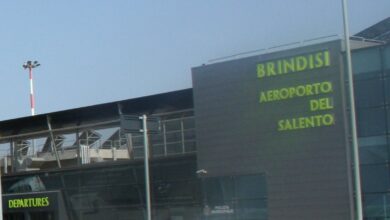 BRINDISI
AEROPORTO
DEL
SALENTO
DEPARTURES